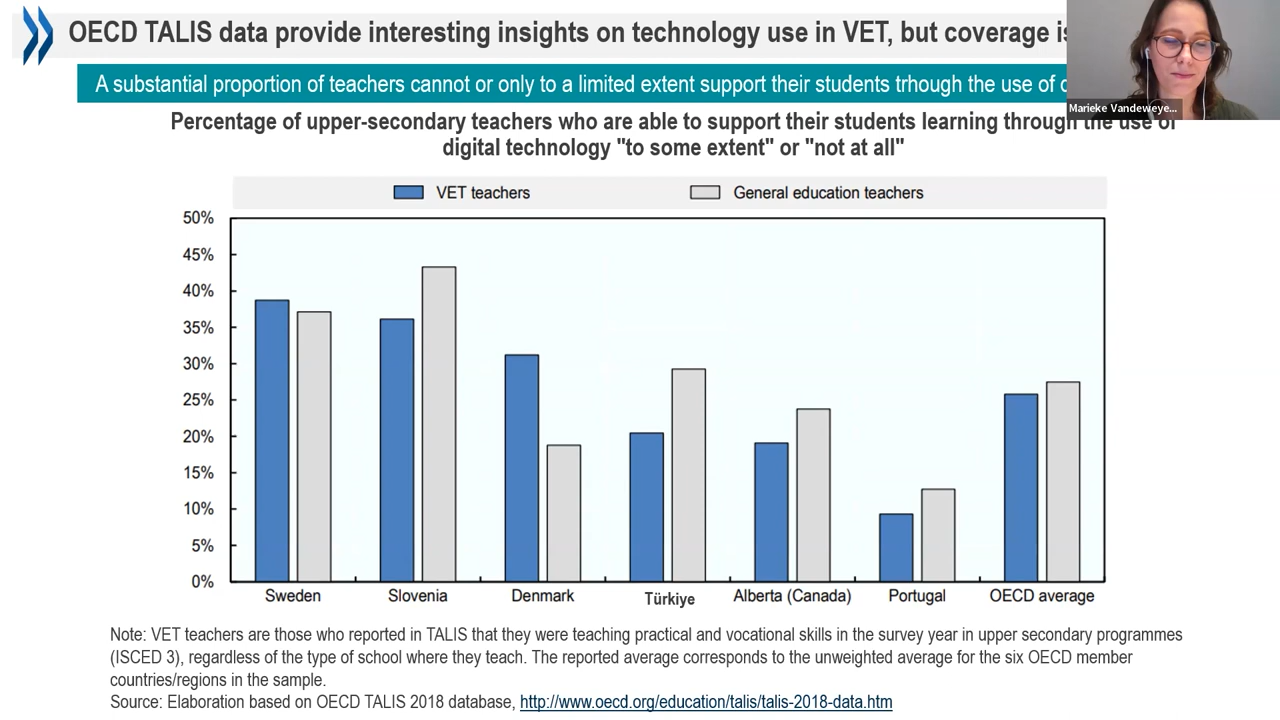 OECD TALIS data provide interesting insights on technology use in VET, but coverage is
A substantial proportion of teachers cannot or only to a limited extent support their students trhough the use of
Marieke Vandeweye...
Percentage of upper-secondary teachers who are able to support their students learning through the use of
digital technology "to some extent" or "not at all"
VET teachers
General education teachers
50%
45%
40%
35%
30%
25%
20%
15%
10%
5%
0%
Sweden
Slovenia
Denmark
Türkiye
Alberta (Canada)
Portugal
OECD average
Note: VET teachers are those who reported in TALIS that they were teaching practical and vocational skills in the survey year in upper secondary programmes
(ISCED 3), regardless of the type of school where they teach. The reported average corresponds to the unweighted average for the six OECD member
countries/regions in the sample.
Source: Elaboration based on OECD TALIS 2018 database, http://www.oecd.org/education/talis/talis-2018-data.htm